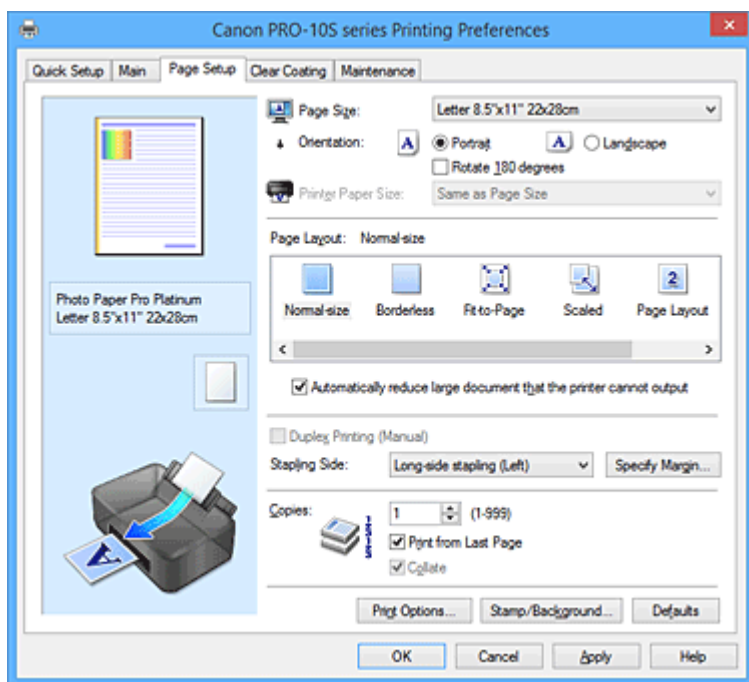 Canon PRO-10S series Printing Preferences
Quick Setup Main Page Setup Clear Coating Maintenance
Page Size: Letter 8.5"x11" 22x28cm
Orientation: A Portrait A Landscape
Rotate 180 degrees
Printer Paper Size: Same as Page Size
Page Layout: Normal-size
2
Normal-size Borderless Fit-to-Page Scaled Page Layout
Photo Paper Pro Platinum
Letter 8.5"x11" 22x28cm
Automatically reduce large document that the printer cannot output
Duplex Printing (Manual)
Stapling Side: Long-side stapling (Left) Specify Margin...
Copies: 1 (1-999)
Print from Last Page
Collate
A
Print Options... Stamp/Background... Defaults
OK Cancel Apply Help